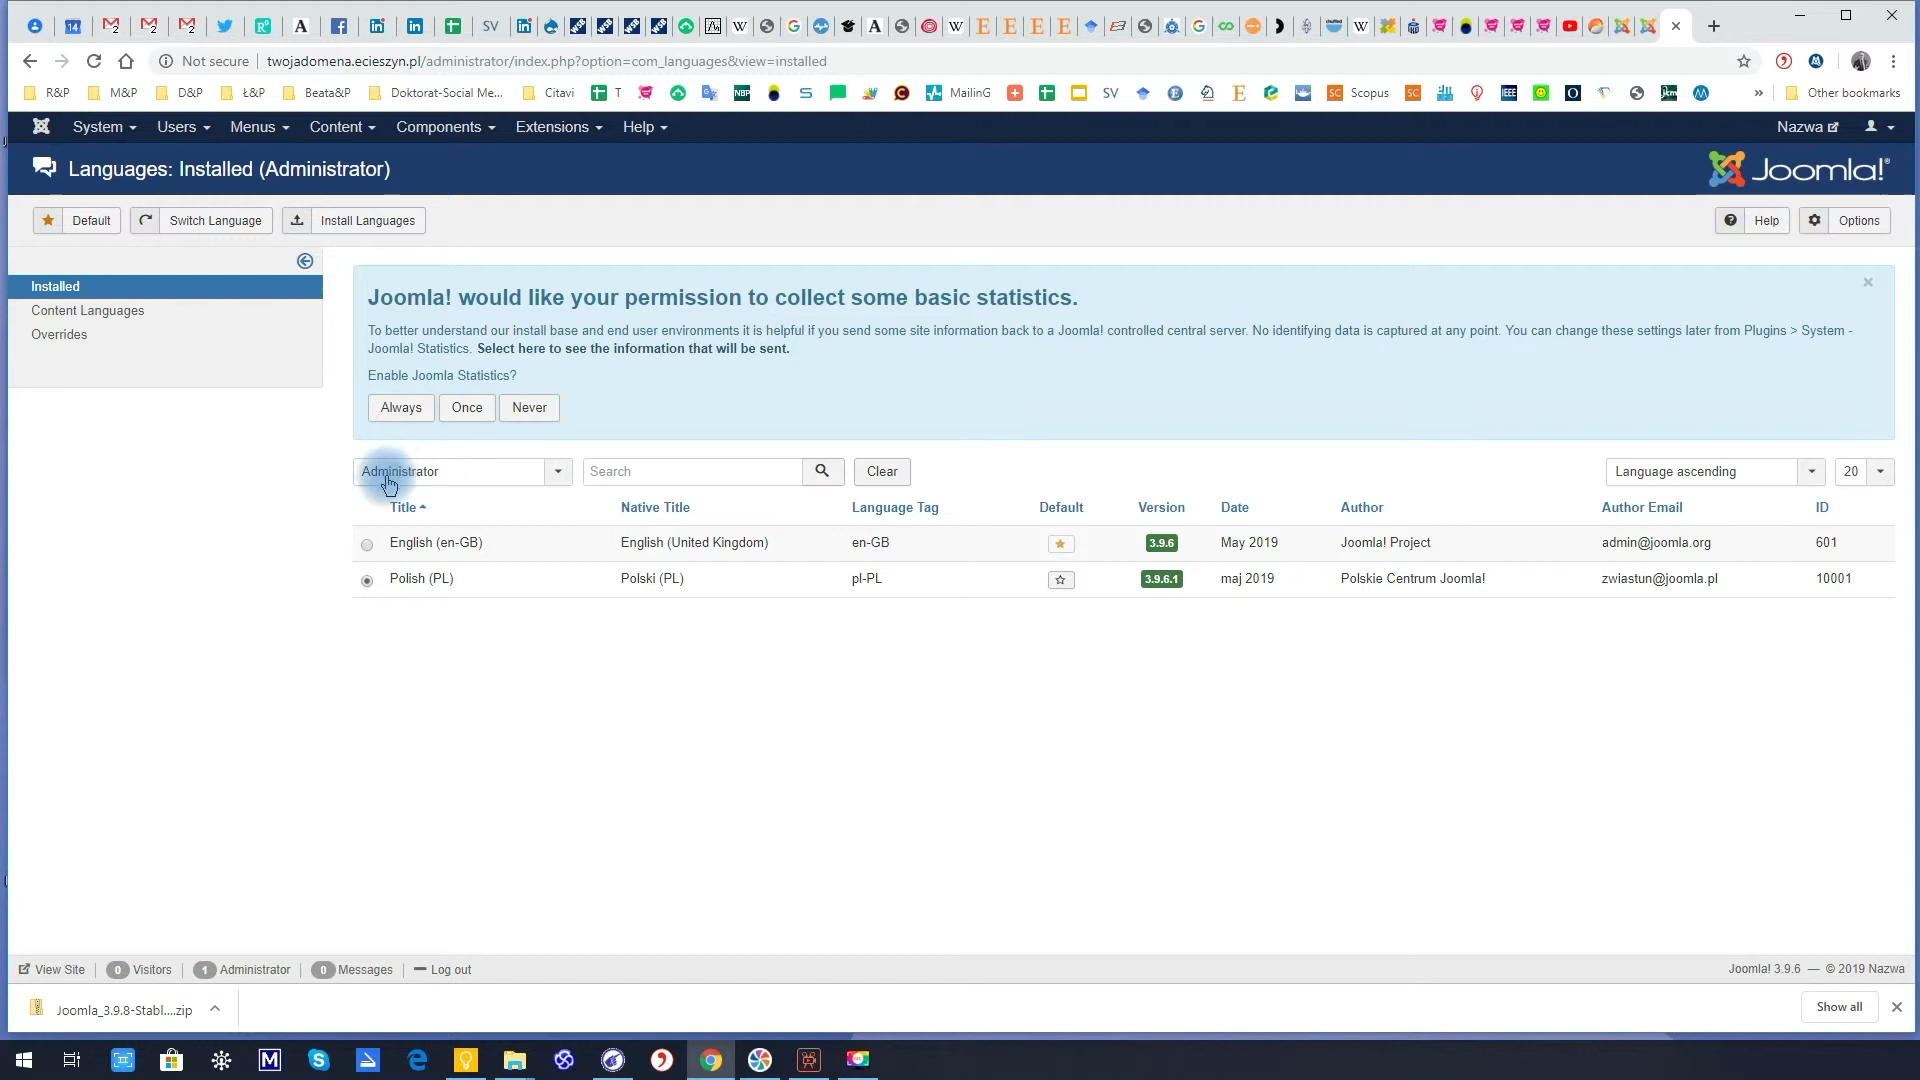 Not secure twojadomena.ecieszyn.pl/administrator/index.php?option=com_languages&view=installed
R&P M&P D&P Ł&P Beata&P Doktorat-Social Me... Citavi T NBP MailinG SV SC Scopus SC IEEE » Other bookmarks
System Users Menus Content Components Extensions Help Nazwa
Languages: Installed (Administrator) Joomla!®
Default Switch Language Install Languages Help Options
Installed
Content Languages
Overrides
Joomla! would like your permission to collect some basic statistics.
To better understand our install base and end user environments it is helpful if you send some site information back to a Joomla! controlled central server. No identifying data is captured at any point. You can change these settings later from Plugins > System -
Joomla! Statistics. Select here to see the information that will be sent.
Enable Joomla Statistics?
Always Once Never
Administrator Search Clear Language ascending 20
Title Native Title Language Tag Default Version Date Author Author Email ID
English (en-GB) English (United Kingdom) en-GB 3.9.6 May 2019 Joomla! Project admin@joomla.org 601
Polish (PL) Polski (PL) pl-PL 3.9.6.1 maj 2019 Polskie Centrum Joomla! zwiastun@joomla.pl 10001
View Site 0 Visitors 1 Administrator 0 Messages Log out Joomla! 3.9.6 — © 2019 Nazwa
Joomla_3.9.8-Stabl....zip Show all